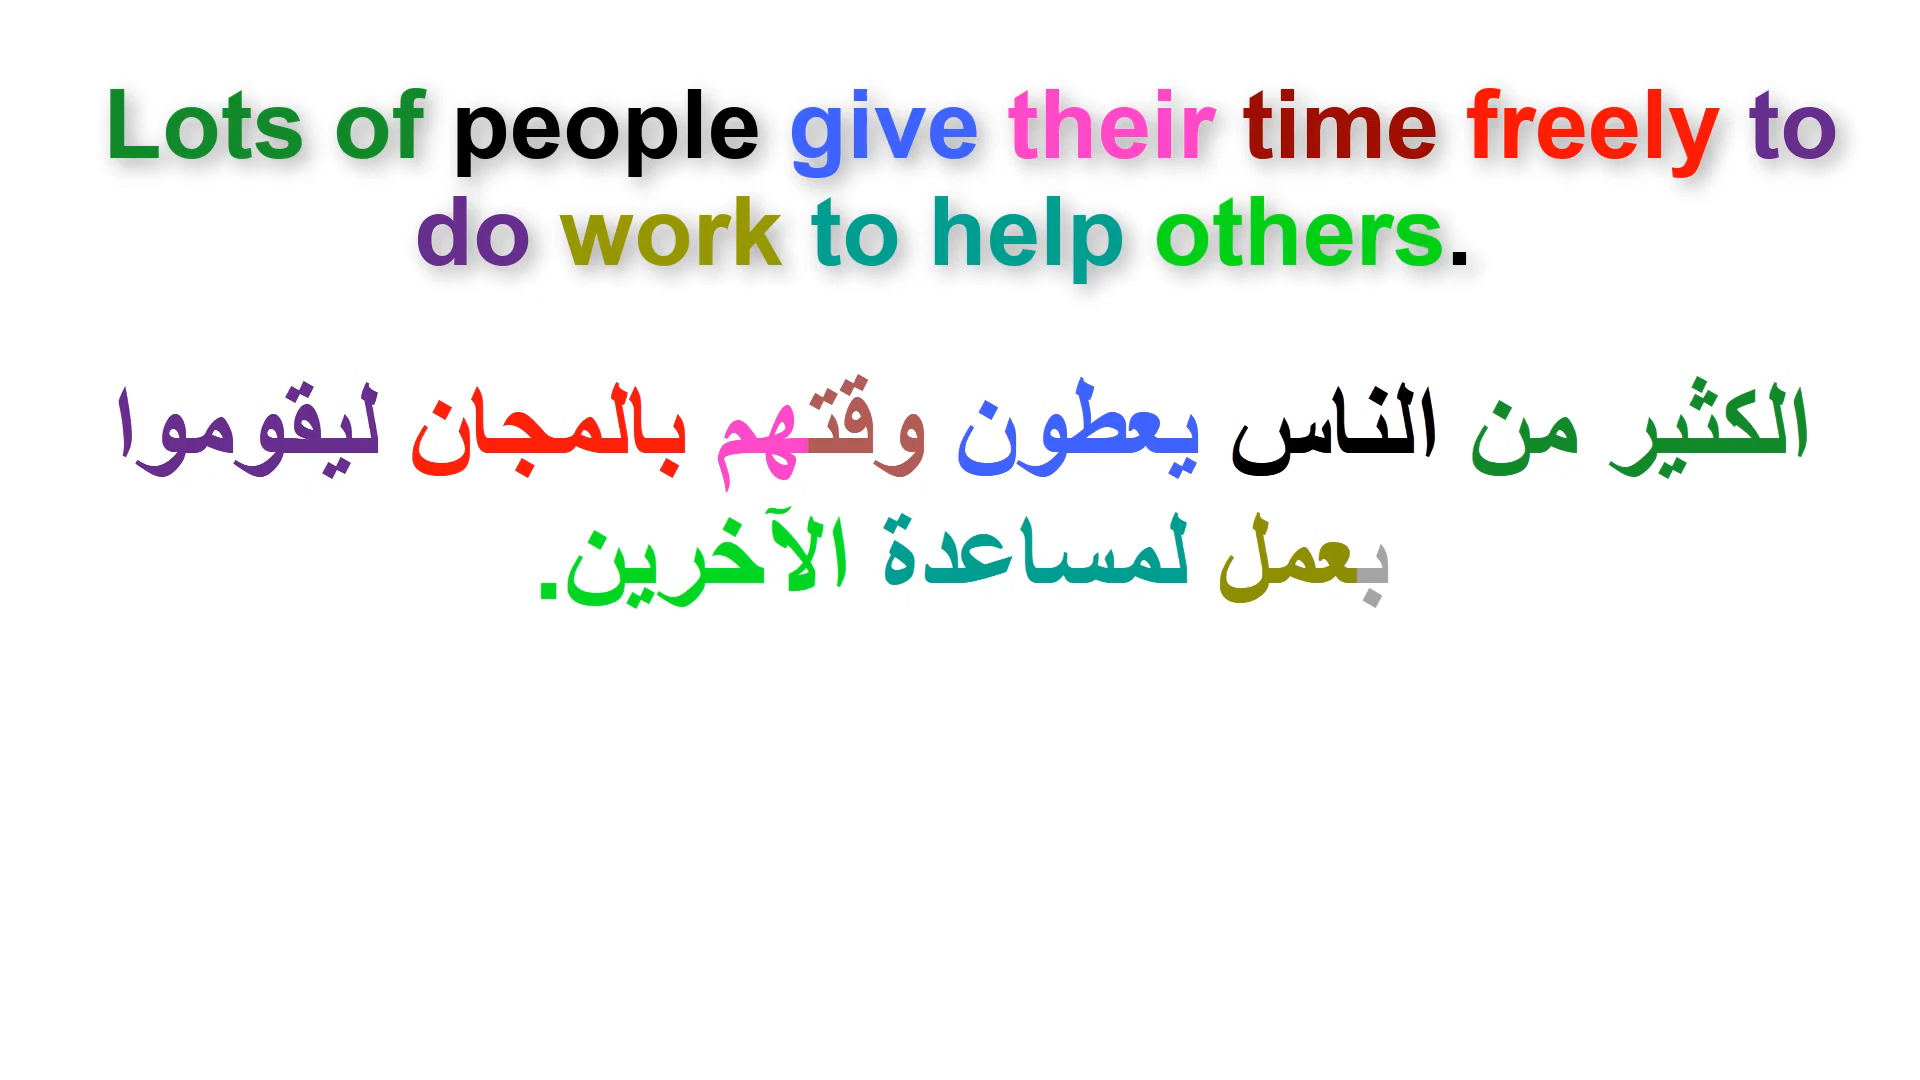 Lots of people give their time freely to
do work to help others.
الكثير من الناس يعطون وقتهم بالمجان ليقوموا
بعمل لمساعدة الآخرين.